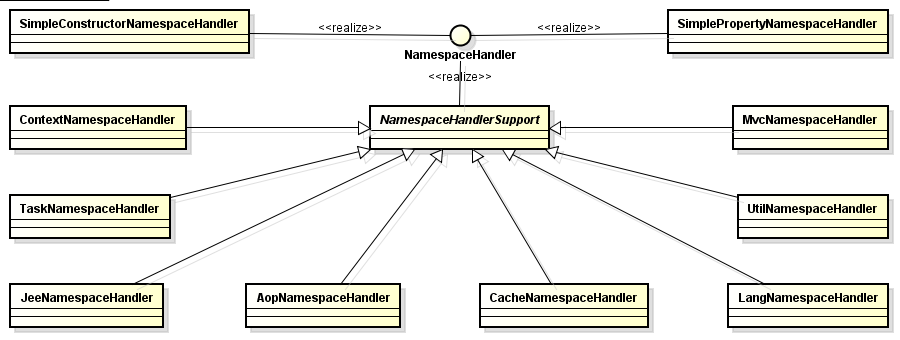 SimpleConstructorNamespaceHandler
<<realize>>
<<realize>>
SimplePropertyNamespaceHandler
NamespaceHandler
<<realize>>
ContextNamespaceHandler
NamespaceHandlerSupport
MvcNamespaceHandler
TaskNamespaceHandler
UtilNamespaceHandler
JeeNamespaceHandler
AopNamespaceHandler
CacheNamespaceHandler
LangNamespaceHandler